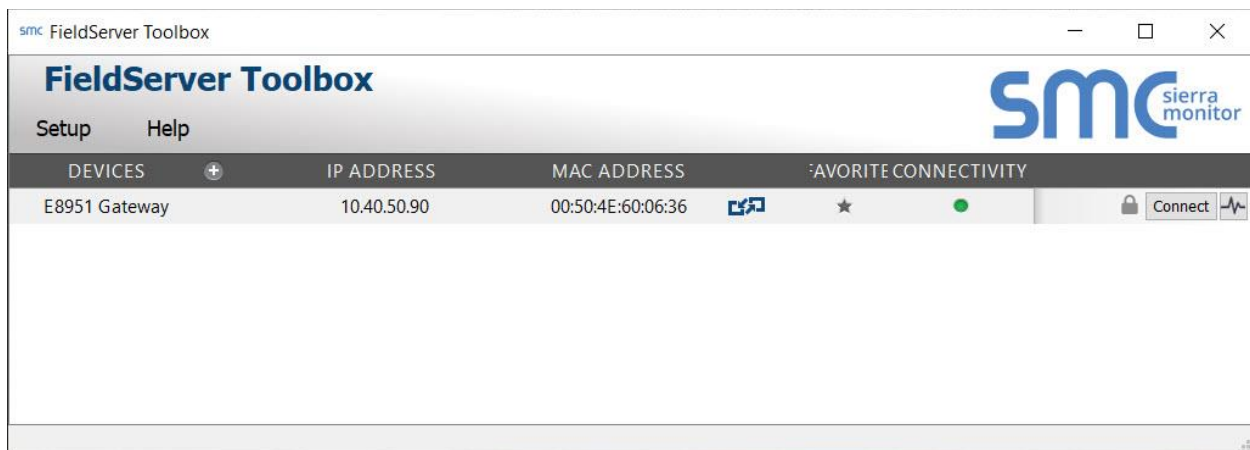 smc FieldServer Toolbox
FieldServer Toolbox
smc sierra monitor
Setup Help
DEVICES IP ADDRESS MAC ADDRESS FAVORITE CONNECTIVITY
E8951 Gateway 10.40.50.90 00:50:4E:60:06:36 Connect